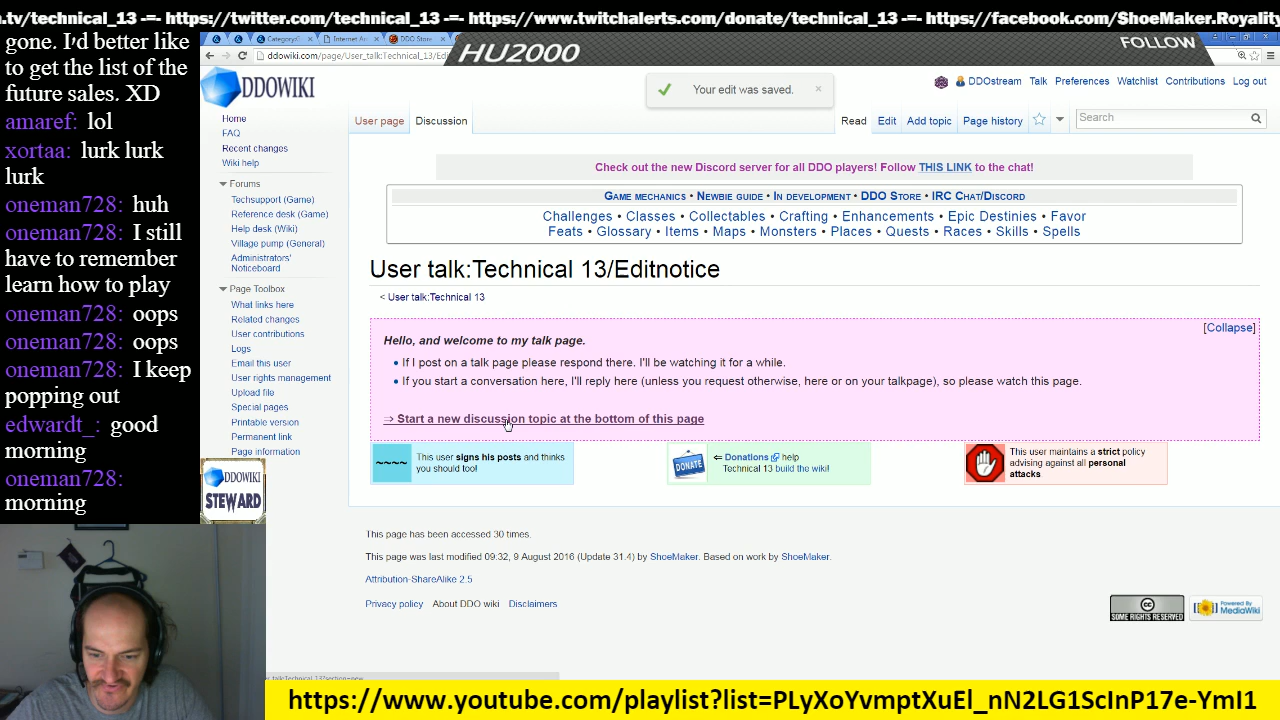 n.tv/technical_13 -=- https://twitter.com/technical_13 -=- https://www.twitchalerts.com/donate/technical_13 -=- https://facebook.com/ShoeMaker.Royality
gone. I'd better like
to get the list of the
future sales. XD
amaref: lol
xortaa: lurk lurk
lurk
oneman728: huh
oneman728: I still
have to remember
learn how to play
oneman728: oops
oneman728: oops
oneman728: I keep
popping out
edwardt_: good
morning
oneman728:
morning
DDO Store
HU2000
FOLLOW
ddowiki.com/page/User_talk:Technical_13/Edi
DDOWIKI
Your edit was saved. ×
DDOstream Talk Preferences Watchlist Contributions Log out
User page Discussion
Read Edit Add topic Page history
Search
Home
FAQ
Recent changes
Wiki help
Forums
Techsupport (Game)
Reference desk (Game)
Help desk (Wiki)
Village pump (General)
Administrators'
Noticeboard
Page Toolbox
What links here
Related changes
User contributions
Logs
Email this user
User rights management
Upload file
Special pages
Printable version
Permanent link
Page information
DDOWIKI
STEWARD
Check out the new Discord server for all DDO players! Follow THIS LINK to the chat!
Game mechanics • Newbie guide • In development • DDO Store • IRC Chat/Discord
Challenges • Classes • Collectables • Crafting • Enhancements • Epic Destinies • Favor
Feats • Glossary • Items • Maps • Monsters • Places • Quests • Races • Skills • Spells
User talk:Technical 13/Editnotice
< User talk:Technical 13
[Collapse]
Hello, and welcome to my talk page.
• If I post on a talk page please respond there. I'll be watching it for a while.
• If you start a conversation here, I'll reply here (unless you request otherwise, here or on your talkpage), so please watch this page.
⇒ Start a new discussion topic at the bottom of this page
~~~~
This user signs his posts and thinks
you should too!
DONATE
⇐ Donations help
Technical 13 build the wiki!
This user maintains a strict policy
advising against all personal
attacks.
This page has been accessed 30 times.
This page was last modified 09:32, 9 August 2016 (Update 31.4) by ShoeMaker. Based on work by ShoeMaker.
Attribution-ShareAlike 2.5
Privacy policy About DDO wiki Disclaimers
cc
SOME RIGHTS RESERVED
Powered By
MediaWiki
https://www.youtube.com/playlist?list=PLyXoYvmptXuEl_nN2LG1ScInP17e-YmI1